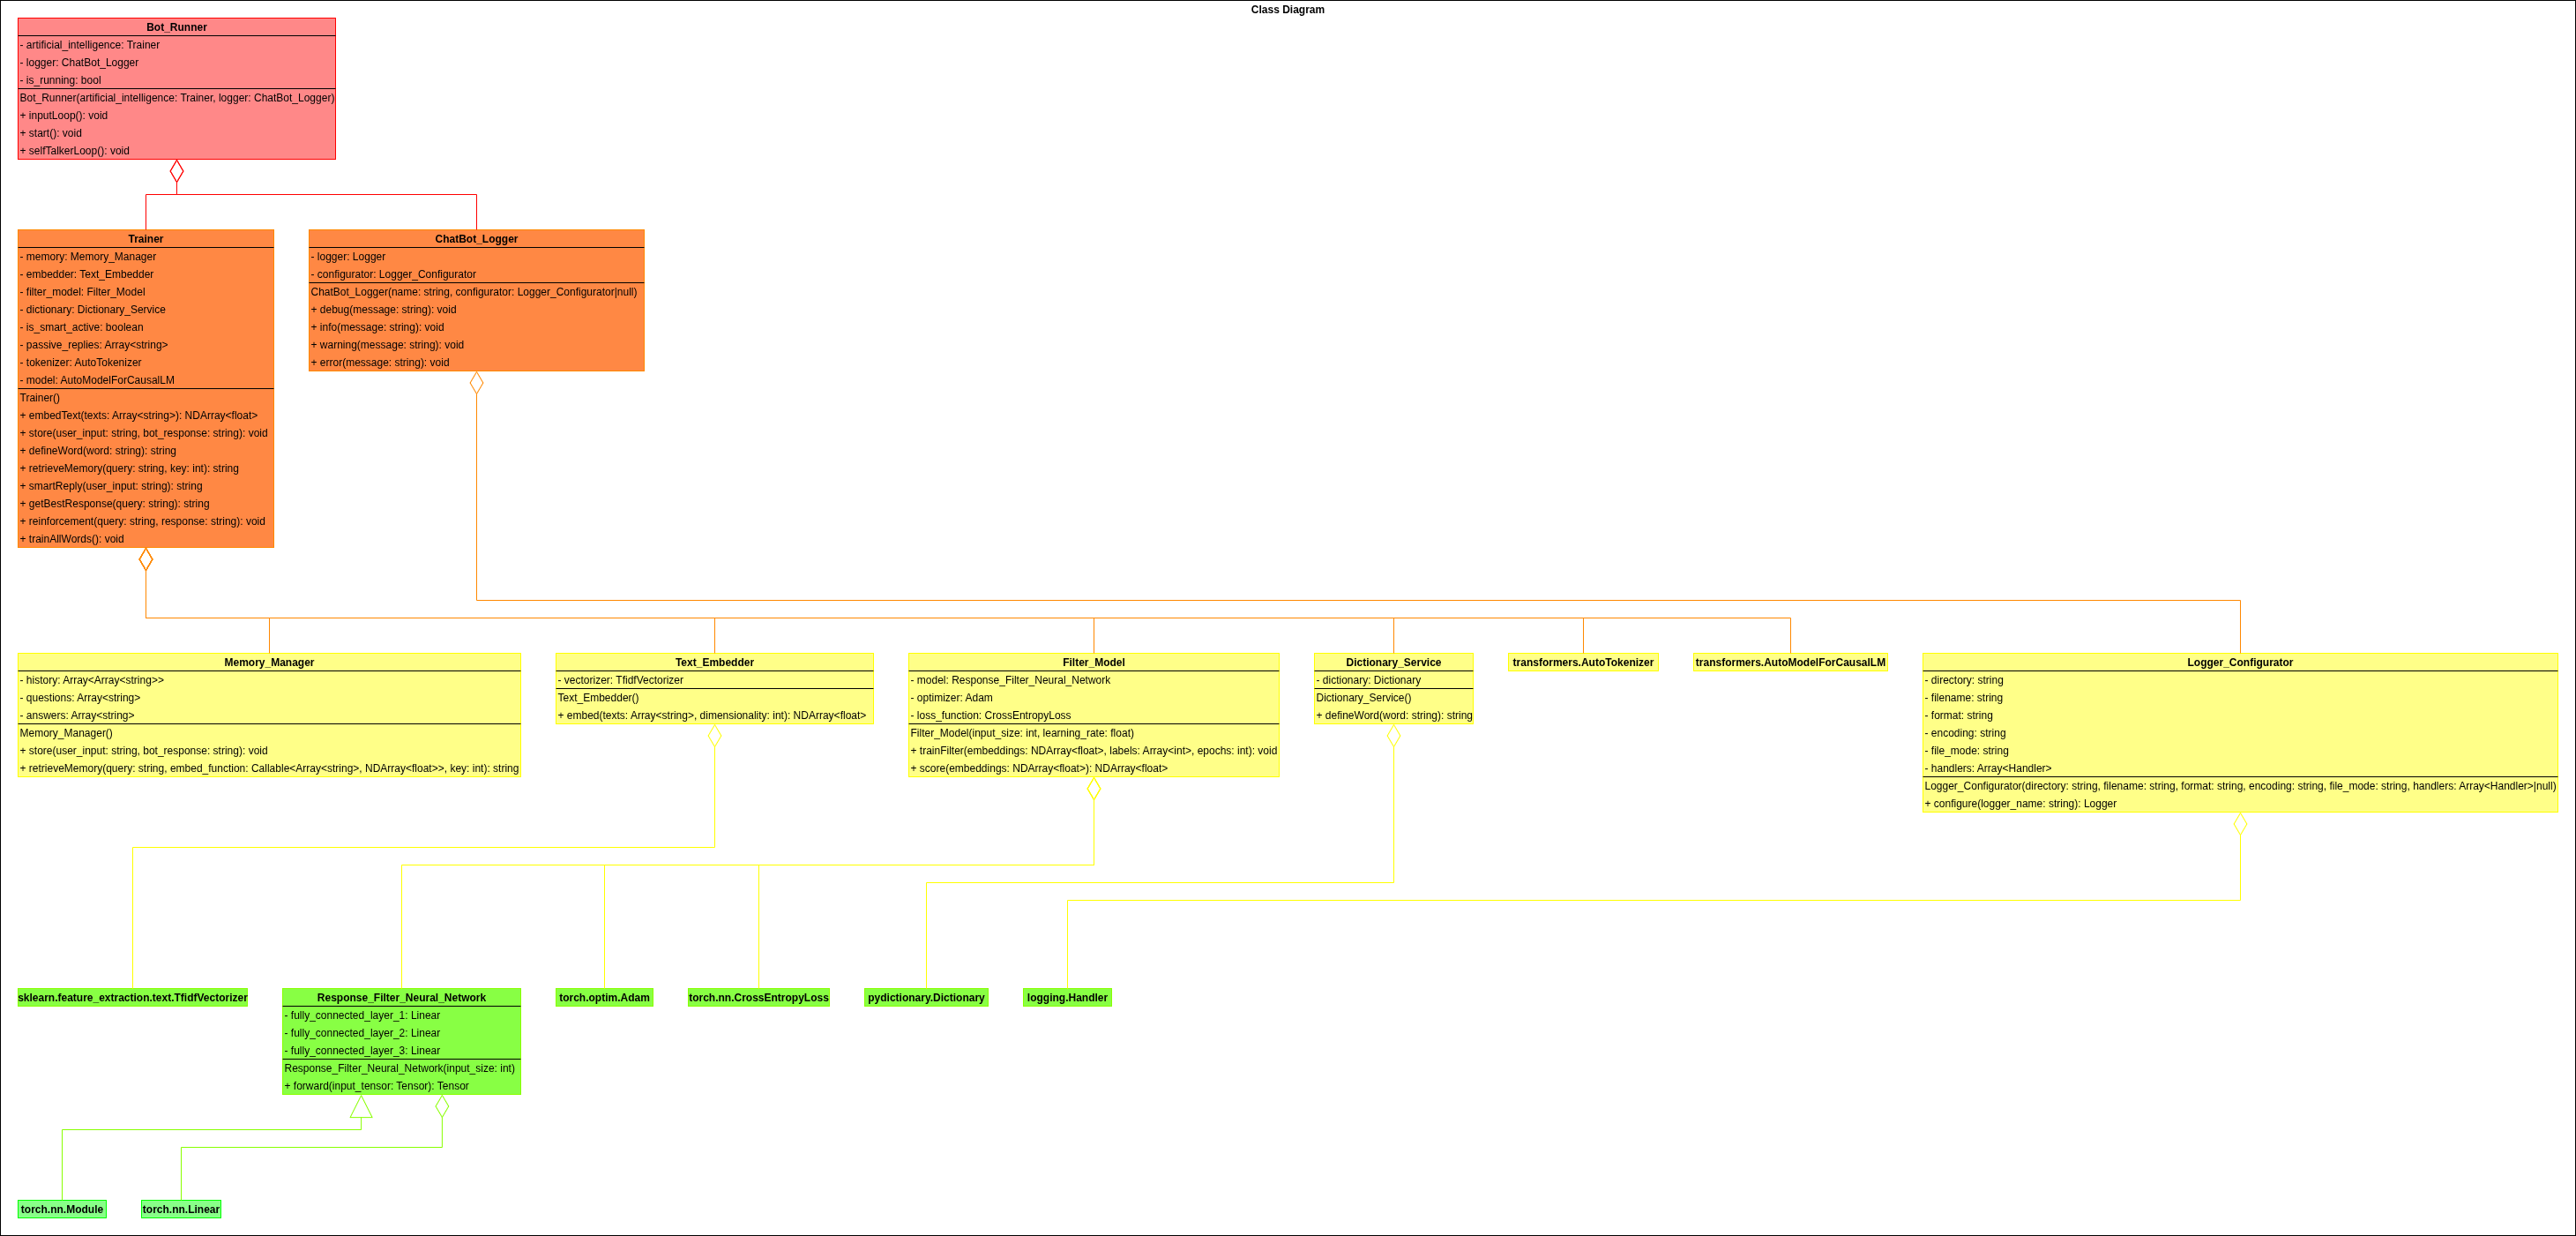 Class Diagram
Bot_Runner
- artificial_intelligence: Trainer
- logger: ChatBot_Logger
- is_running: bool
Bot_Runner(artificial_intelligence: Trainer, logger: ChatBot_Logger)
+ inputLoop(): void
+ start(): void
+ selfTalkerLoop(): void
Trainer
- memory: Memory_Manager
- embedder: Text_Embedder
- filter_model: Filter_Model
- dictionary: Dictionary_Service
- is_smart_active: boolean
- passive_replies: Array<string>
- tokenizer: AutoTokenizer
- model: AutoModelForCausalLM
Trainer()
+ embedText(texts: Array<string>): NDArray<float>
+ store(user_input: string, bot_response: string): void
+ defineWord(word: string): string
+ retrieveMemory(query: string, key: int): string
+ smartReply(user_input: string): string
+ getBestResponse(query: string): string
+ reinforcement(query: string, response: string): void
+ trainAllWords(): void
ChatBot_Logger
- logger: Logger
- configurator: Logger_Configurator
ChatBot_Logger(name: string, configurator: Logger_Configurator|null)
+ debug(message: string): void
+ info(message: string): void
+ warning(message: string): void
+ error(message: string): void
Memory_Manager
- history: Array<Array<string>>
- questions: Array<string>
- answers: Array<string>
Memory_Manager()
+ store(user_input: string, bot_response: string): void
+ retrieveMemory(query: string, embed_function: Callable<Array<string>, NDArray<float>>, key: int): string
Text_Embedder
- vectorizer: TfidfVectorizer
Text_Embedder()
+ embed(texts: Array<string>, dimensionality: int): NDArray<float>
Filter_Model
- model: Response_Filter_Neural_Network
- optimizer: Adam
- loss_function: CrossEntropyLoss
Filter_Model(input_size: int, learning_rate: float)
+ trainFilter(embeddings: NDArray<float>, labels: Array<int>, epochs: int): void
+ score(embeddings: NDArray<float>): NDArray<float>
Dictionary_Service
- dictionary: Dictionary
Dictionary_Service()
+ defineWord(word: string): string
transformers.AutoTokenizer
transformers.AutoModelForCausalLM
Logger_Configurator
- directory: string
- filename: string
- format: string
- encoding: string
- file_mode: string
- handlers: Array<Handler>
Logger_Configurator(directory: string, filename: string, format: string, encoding: string, file_mode: string, handlers: Array<Handler>|null)
+ configure(logger_name: string): Logger
sklearn.feature_extraction.text.TfidfVectorizer
Response_Filter_Neural_Network
- fully_connected_layer_1: Linear
- fully_connected_layer_2: Linear
- fully_connected_layer_3: Linear
Response_Filter_Neural_Network(input_size: int)
+ forward(input_tensor: Tensor): Tensor
torch.optim.Adam
torch.nn.CrossEntropyLoss
pydictionary.Dictionary
logging.Handler
torch.nn.Module
torch.nn.Linear